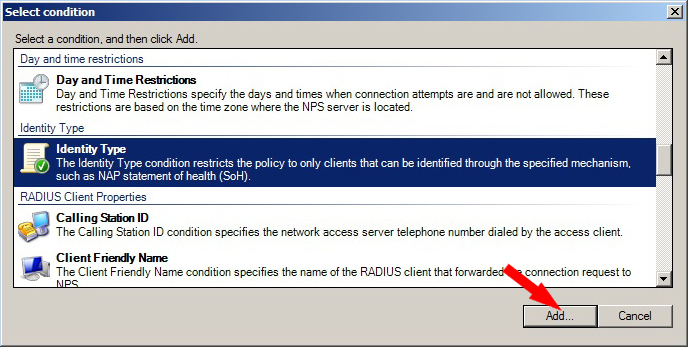 Select condition
Select a condition, and then click Add.
Day and time restrictions
Day and Time Restrictions
Day and Time Restrictions specify the days and times when connection attempts are and are not allowed. These
restrictions are based on the time zone where the NPS server is located.
Identity Type
Identity Type
The Identity Type condition restricts the policy to only clients that can be identified through the specified mechanism,
such as NAP statement of health (SoH).
RADIUS Client Properties
Calling Station ID
The Calling Station ID condition specifies the network access server telephone number dialed by the access client.
Client Friendly Name
The Client Friendly Name condition specifies the name of the RADIUS client that forwarded connection request to
NPS.
Add...
Cancel